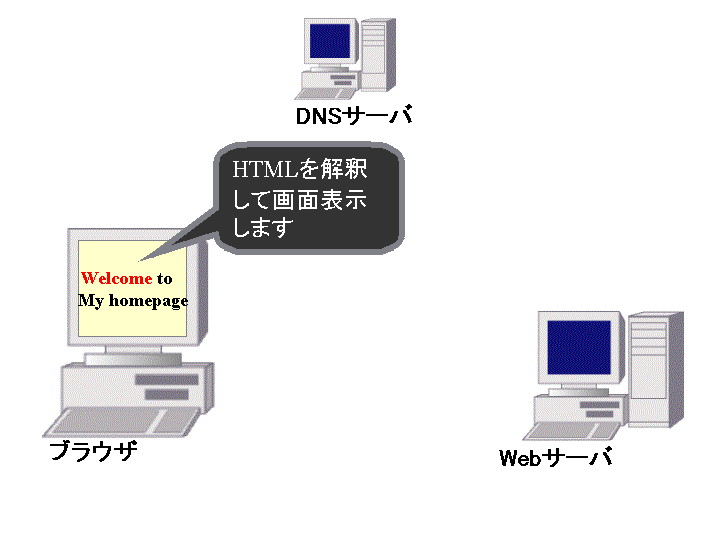 DNSサーバ
HTMLを解釈
して画面表示
します
Welcome to
My homepage
ブラウザ
Webサーバ